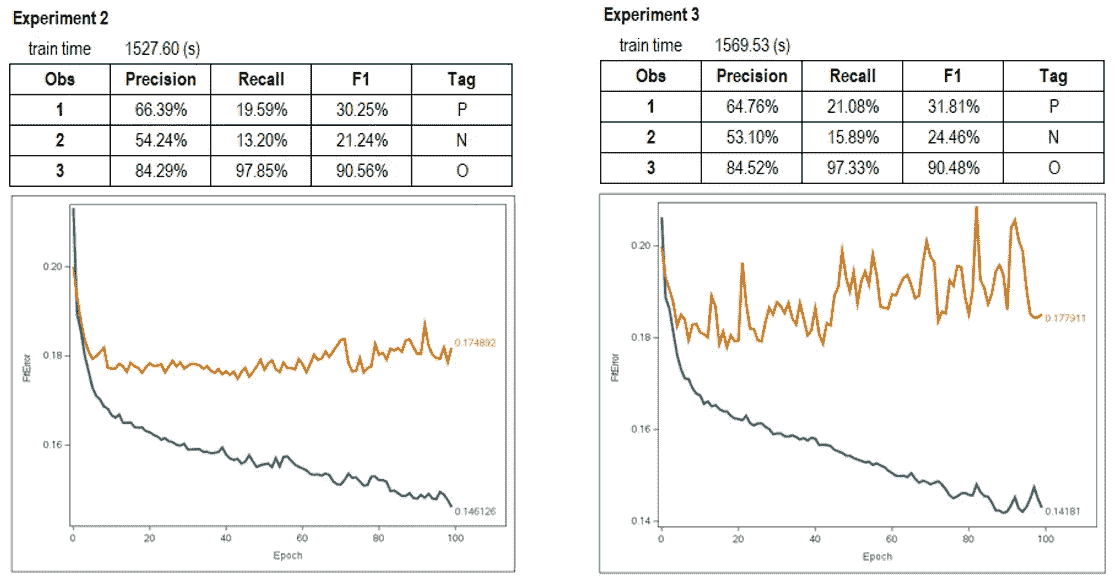 Experiment 2
train time 1527.60 (s)
Obs Precision Recall F1 Tag
1 66.39% 19.59% 30.25% P
2 54.24% 13.20% 21.24% N
3 84.29% 97.85% 90.56% O
0.20
0.18
0.16
FitError
0.174892
0.146126
0 20 40 60 80 100
Epoch
Experiment 3
train time 1569.53 (s)
Obs Precision Recall F1 Tag
1 64.76% 21.08% 31.81% P
2 53.10% 15.89% 24.46% N
3 84.52% 97.33% 90.48% O
0.20
0.18
0.16
0.14
FitError
0.177911
0.14181
0 20 40 60 80 100
Epoch